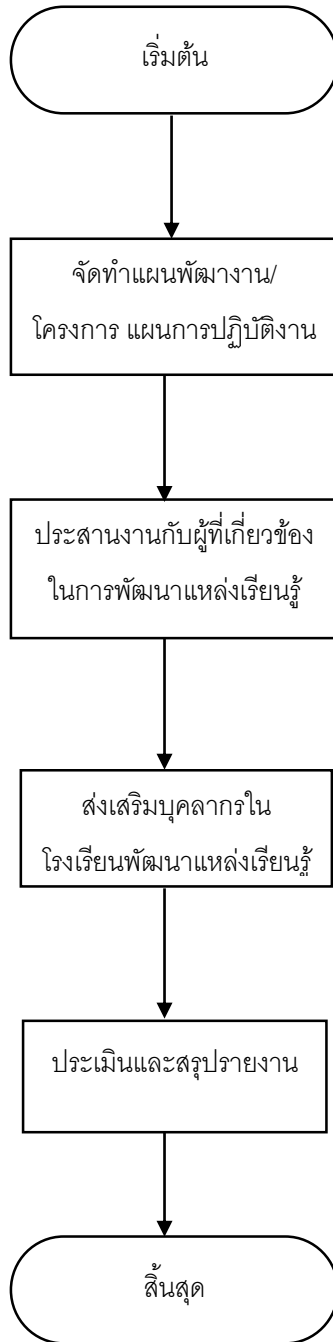 เริ่มต้น
จัดทำแผนพัฒางาน/
โครงการ แผนการปฏิบัติงาน
ประสานงานกับผู้ที่เกี่ยวข้อง
ในการพัฒนาแหล่งเรียนรู้
ส่งเสริมบุคลากรใน
โรงเรียนพัฒนาแหล่งเรียนรู้
ประเมินและสรุปรายงาน
สิ้นสุด